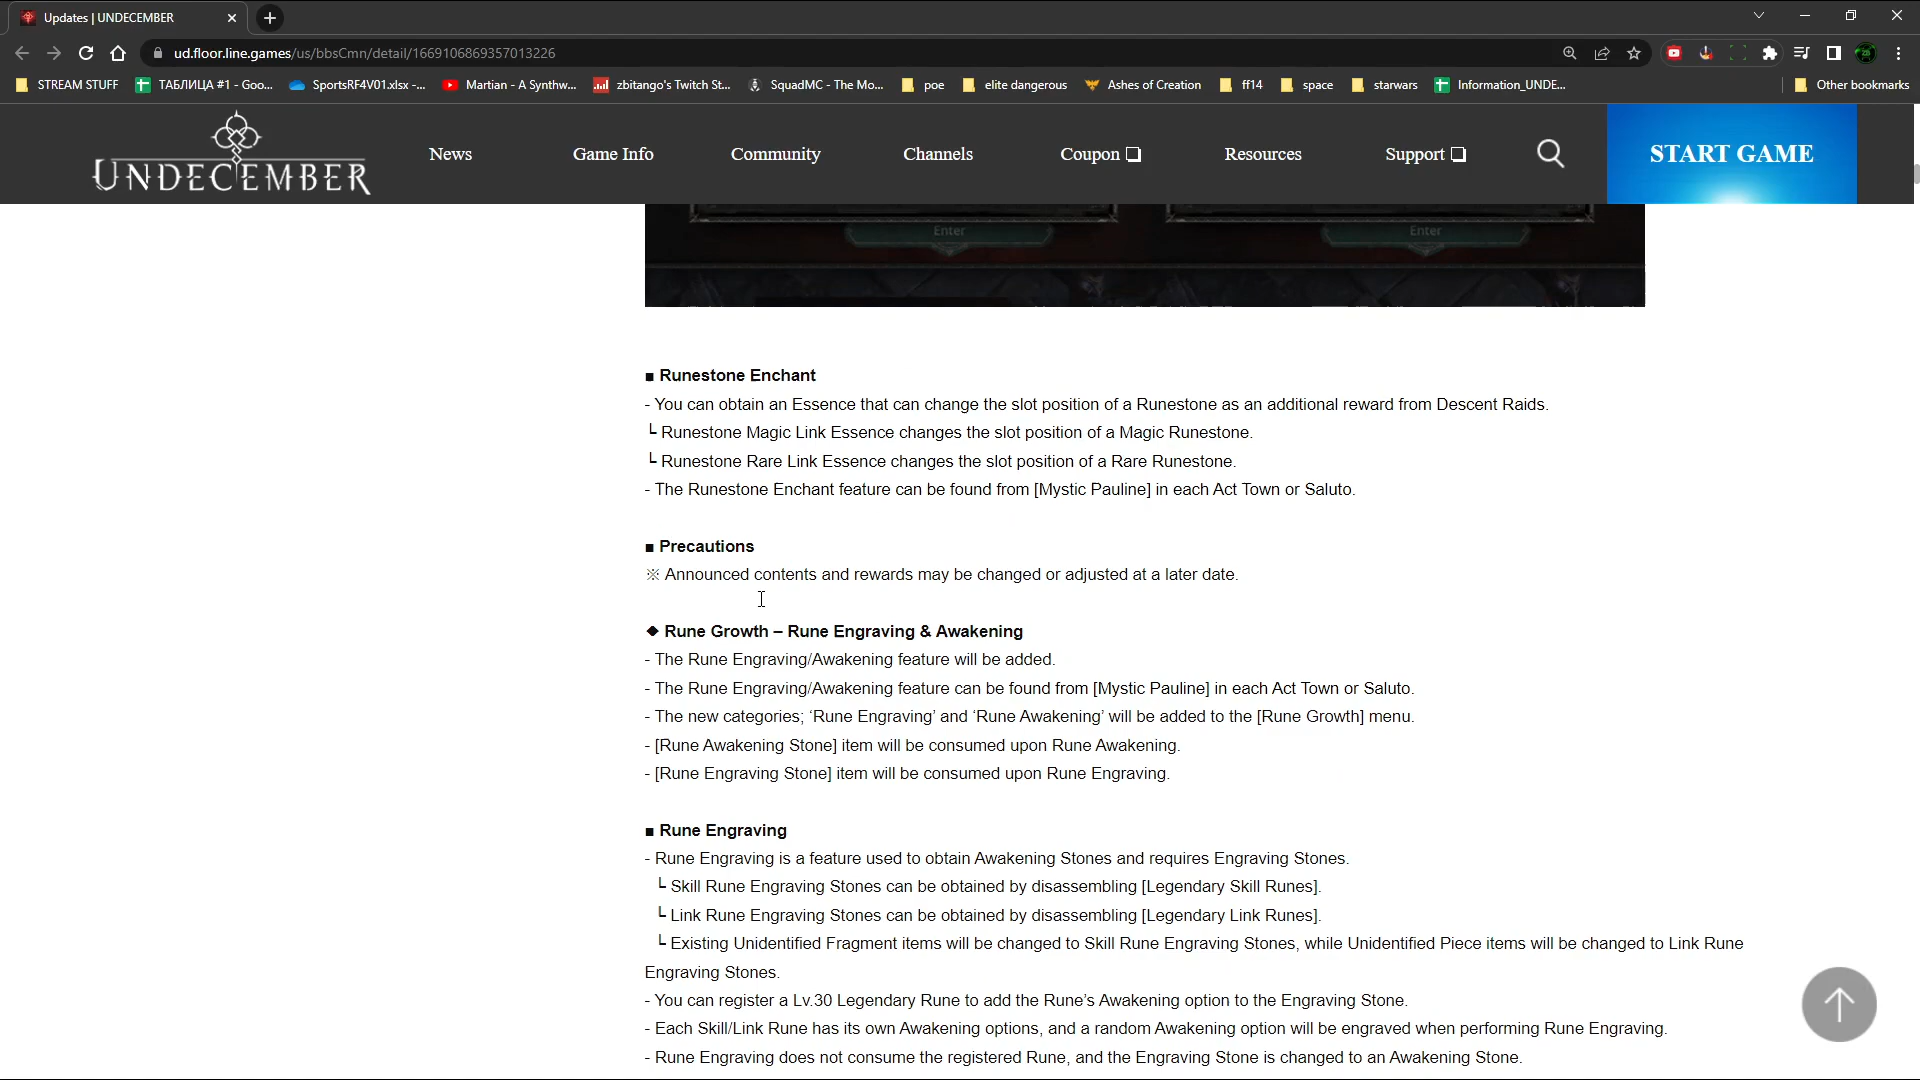 Updates | UNDECEMBER
ud.floor.line.games/us/bbsCmn/detail/1669106869357013226
STREAM STUFF
ТАБЛИЦА #1 - Goo...
SportsRF4V01.xlsx -...
Martian - A Synthw...
zbitango's Twitch St...
SquadMC - The Mo...
poe
elite dangerous
Ashes of Creation
ff14
space
starwars
Information_UNDE...
Other bookmarks
UNDECEMBER
News
Game Info
Community
Channels
Coupon ❏
Resources
Support ❏
START GAME
Enter
Enter
■ Runestone Enchant
- You can obtain an Essence that can change the slot position of a Runestone as an additional reward from Descent Raids.
└ Runestone Magic Link Essence changes the slot position of a Magic Runestone.
└ Runestone Rare Link Essence changes the slot position of a Rare Runestone.
- The Runestone Enchant feature can be found from [Mystic Pauline] in each Act Town or Saluto.
■ Precautions
※ Announced contents and rewards may be changed or adjusted at a later date.
◆ Rune Growth – Rune Engraving & Awakening
- The Rune Engraving/Awakening feature will be added.
- The Rune Engraving/Awakening feature can be found from [Mystic Pauline] in each Act Town or Saluto.
- The new categories; ‘Rune Engraving’ and ‘Rune Awakening’ will be added to the [Rune Growth] menu.
- [Rune Awakening Stone] item will be consumed upon Rune Awakening.
- [Rune Engraving Stone] item will be consumed upon Rune Engraving.
■ Rune Engraving
- Rune Engraving is a feature used to obtain Awakening Stones and requires Engraving Stones.
└ Skill Rune Engraving Stones can be obtained by disassembling [Legendary Skill Runes].
└ Link Rune Engraving Stones can be obtained by disassembling [Legendary Link Runes].
└ Existing Unidentified Fragment items will be changed to Skill Rune Engraving Stones, while Unidentified Piece items will be changed to Link Rune
Engraving Stones.
- You can register a Lv.30 Legendary Rune to add the Rune’s Awakening option to the Engraving Stone.
- Each Skill/Link Rune has its own Awakening options, and a random Awakening option will be engraved when performing Rune Engraving.
- Rune Engraving does not consume the registered Rune, and the Engraving Stone is changed to an Awakening Stone.